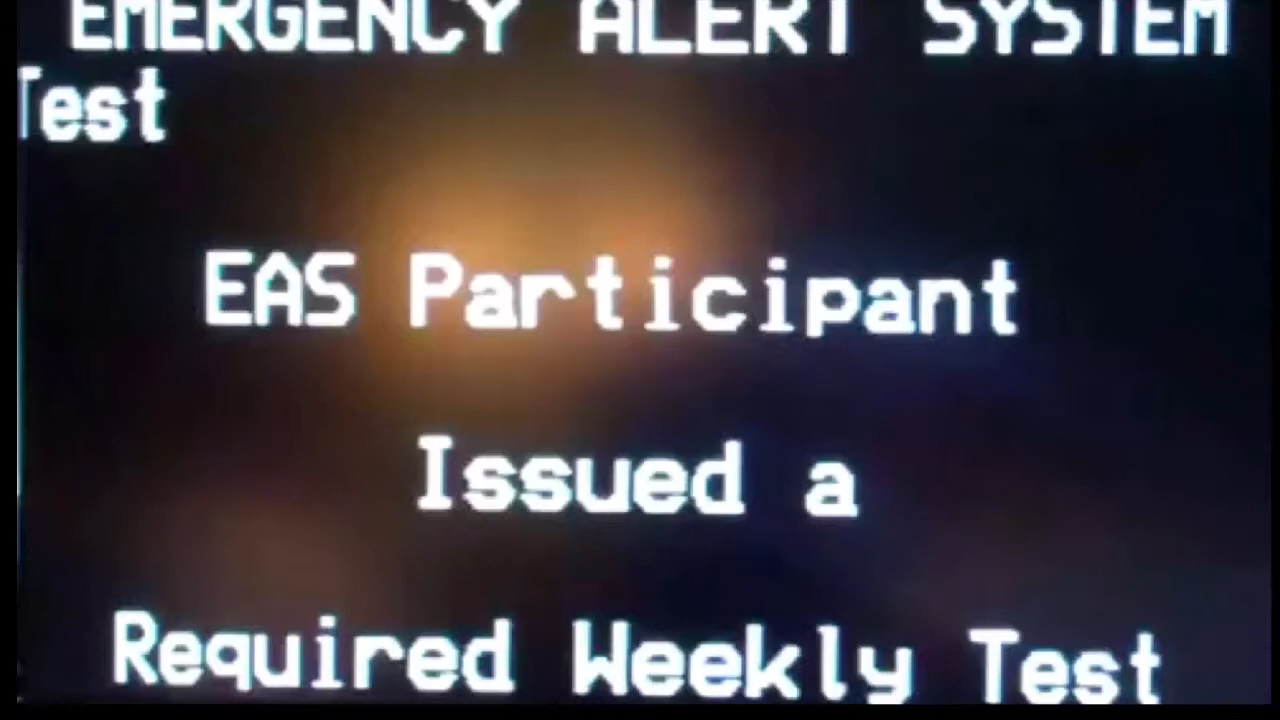 EMERGENCY ALERT SYSTEM
Test
EAS Participant
Issued a
Required Weekly Test